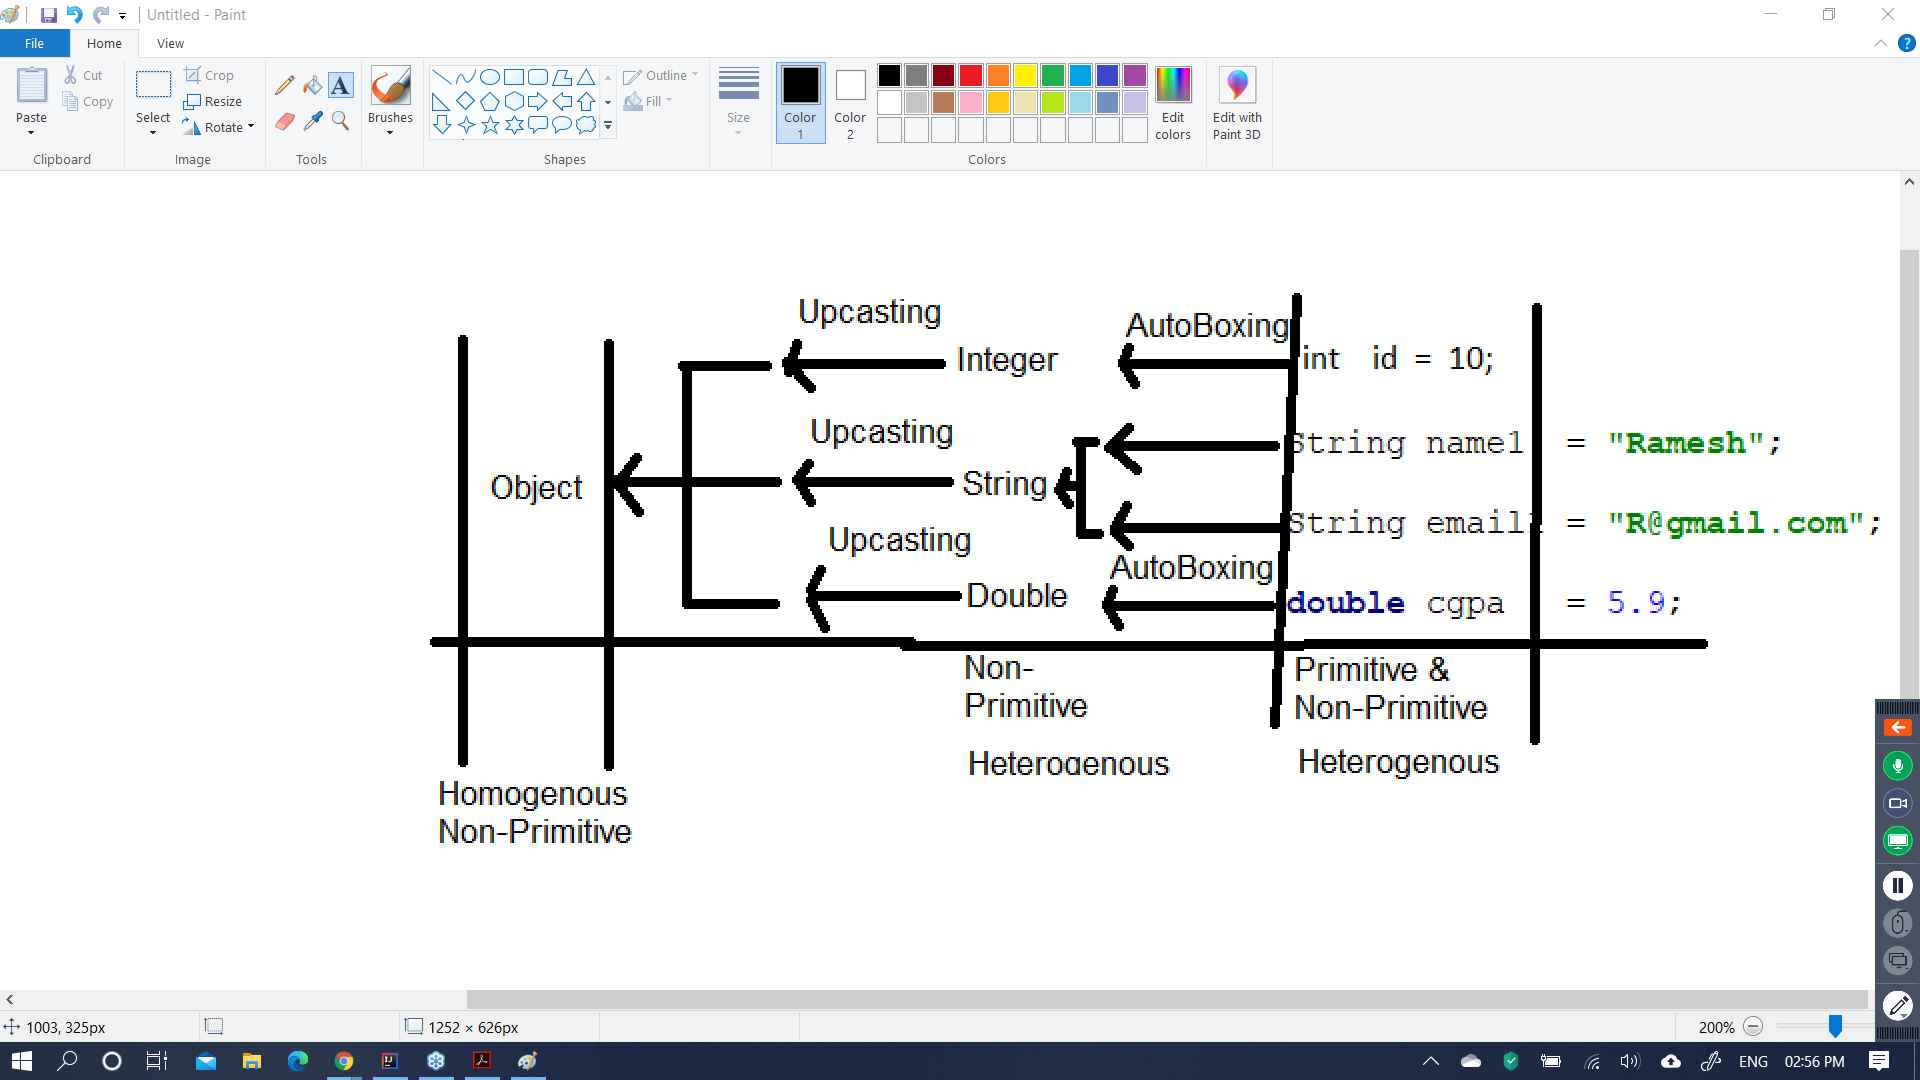 Untitled - Paint
File Home View
Paste
Cut
Copy
Clipboard
Select
Crop
Resize
Rotate
Image
A
Tools
Brushes
Shapes
Outline
Fill
Size
Color 1
Color 2
Colors
Edit colors
Edit with Paint 3D
Upcasting
AutoBoxing
Integer
int id = 10;
Upcasting
String name1 = "Ramesh";
Object
String
String email1 = "R@gmail.com";
Upcasting
AutoBoxing
Double
double cgpa = 5.9;
Non-
Primitive
Primitive &
Non-Primitive
Heterogenous
Heterogenous
Homogenous
Non-Primitive
1003, 325px
1252 × 626px
200%
ENG 02:56 PM